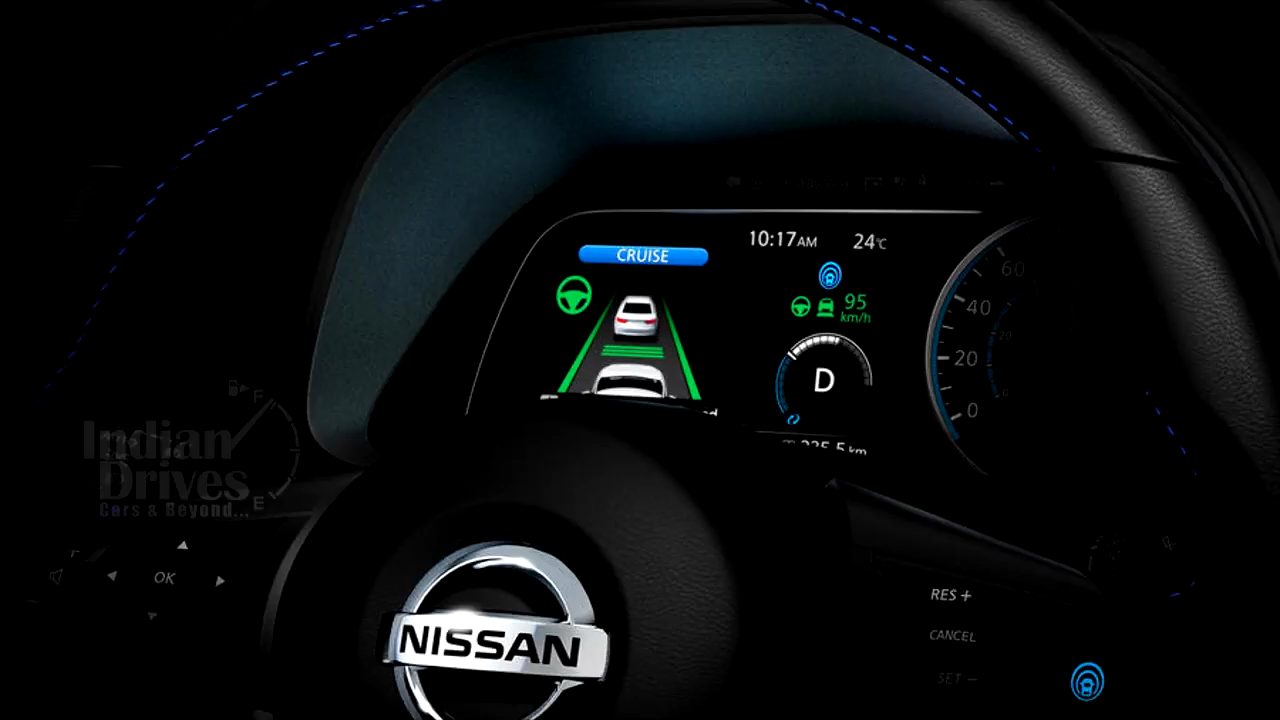 CRUISE
10:17AM 24℃
95
km/h
D
60
40
20
0
F
E
Indian
Drives
Cars & Beyond...
OK
NISSAN
RES +
CANCEL
SET −